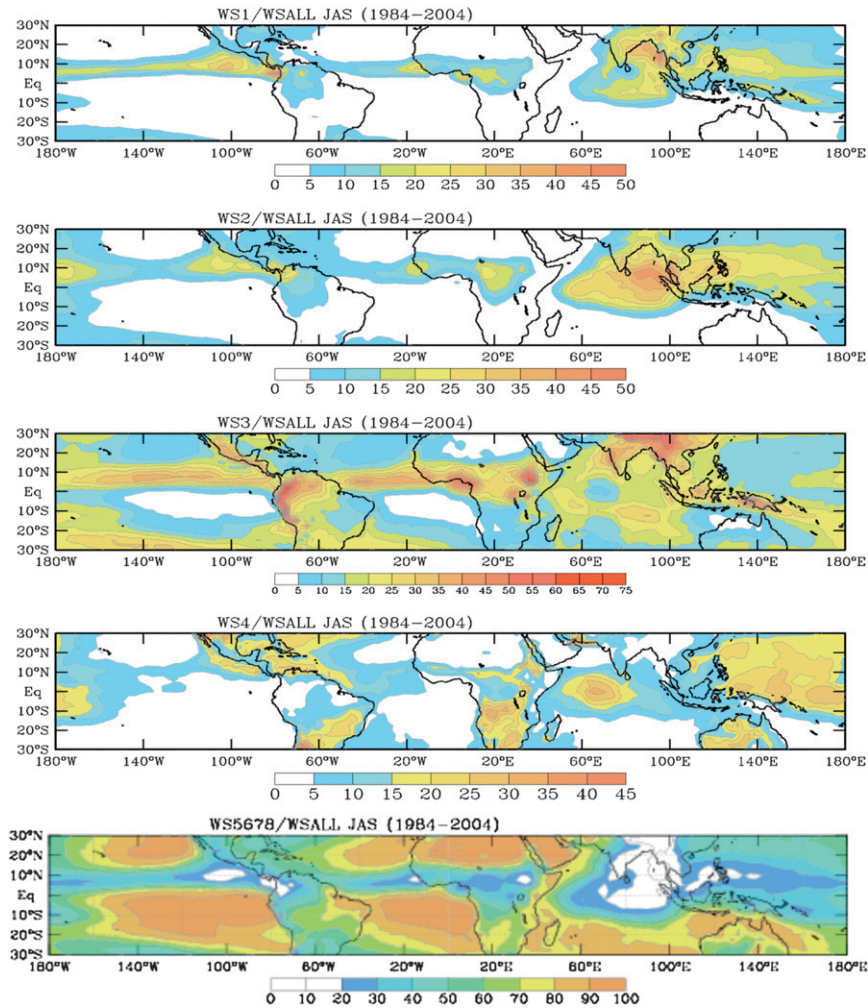 WS1/WSALL JAS (1984-2004)
30°N
20°N
10°N
Eq
10°S
20°S
30°S
180°W 140°W 100°W 60°W 20°W 20°E 60°E 100°E 140°E 180°E
0 5 10 15 20 25 30 35 40 45 50
WS2/WSALL JAS (1984-2004)
30°N
20°N
10°N
Eq
10°S
20°S
30°S
180°W 140°W 100°W 60°W 20°W 20°E 60°E 100°E 140°E 180°E
0 5 10 15 20 25 30 35 40 45 50
WS3/WSALL JAS (1984-2004)
30°N
20°N
10°N
Eq
10°S
20°S
30°S
180°W 140°W 100°W 60°W 20°W 20°E 60°E 100°E 140°E 180°E
0 5 10 15 20 25 30 35 40 45 50 55 60 65 70 75
WS4/WSALL JAS (1984-2004)
30°N
20°N
10°N
Eq
10°S
20°S
30°S
180°W 140°W 100°W 60°W 20°W 20°E 60°E 100°E 140°E 180°E
0 5 10 15 20 25 30 35 40 45
WS5678/WSALL JAS (1984-2004)
30°N
20°N
10°N
Eq
10°S
20°S
30°S
180°W 140°W 100°W 60°W 20°W 20°E 60°E 100°E 140°E 180°E
0 10 20 30 40 50 60 70 80 90 100